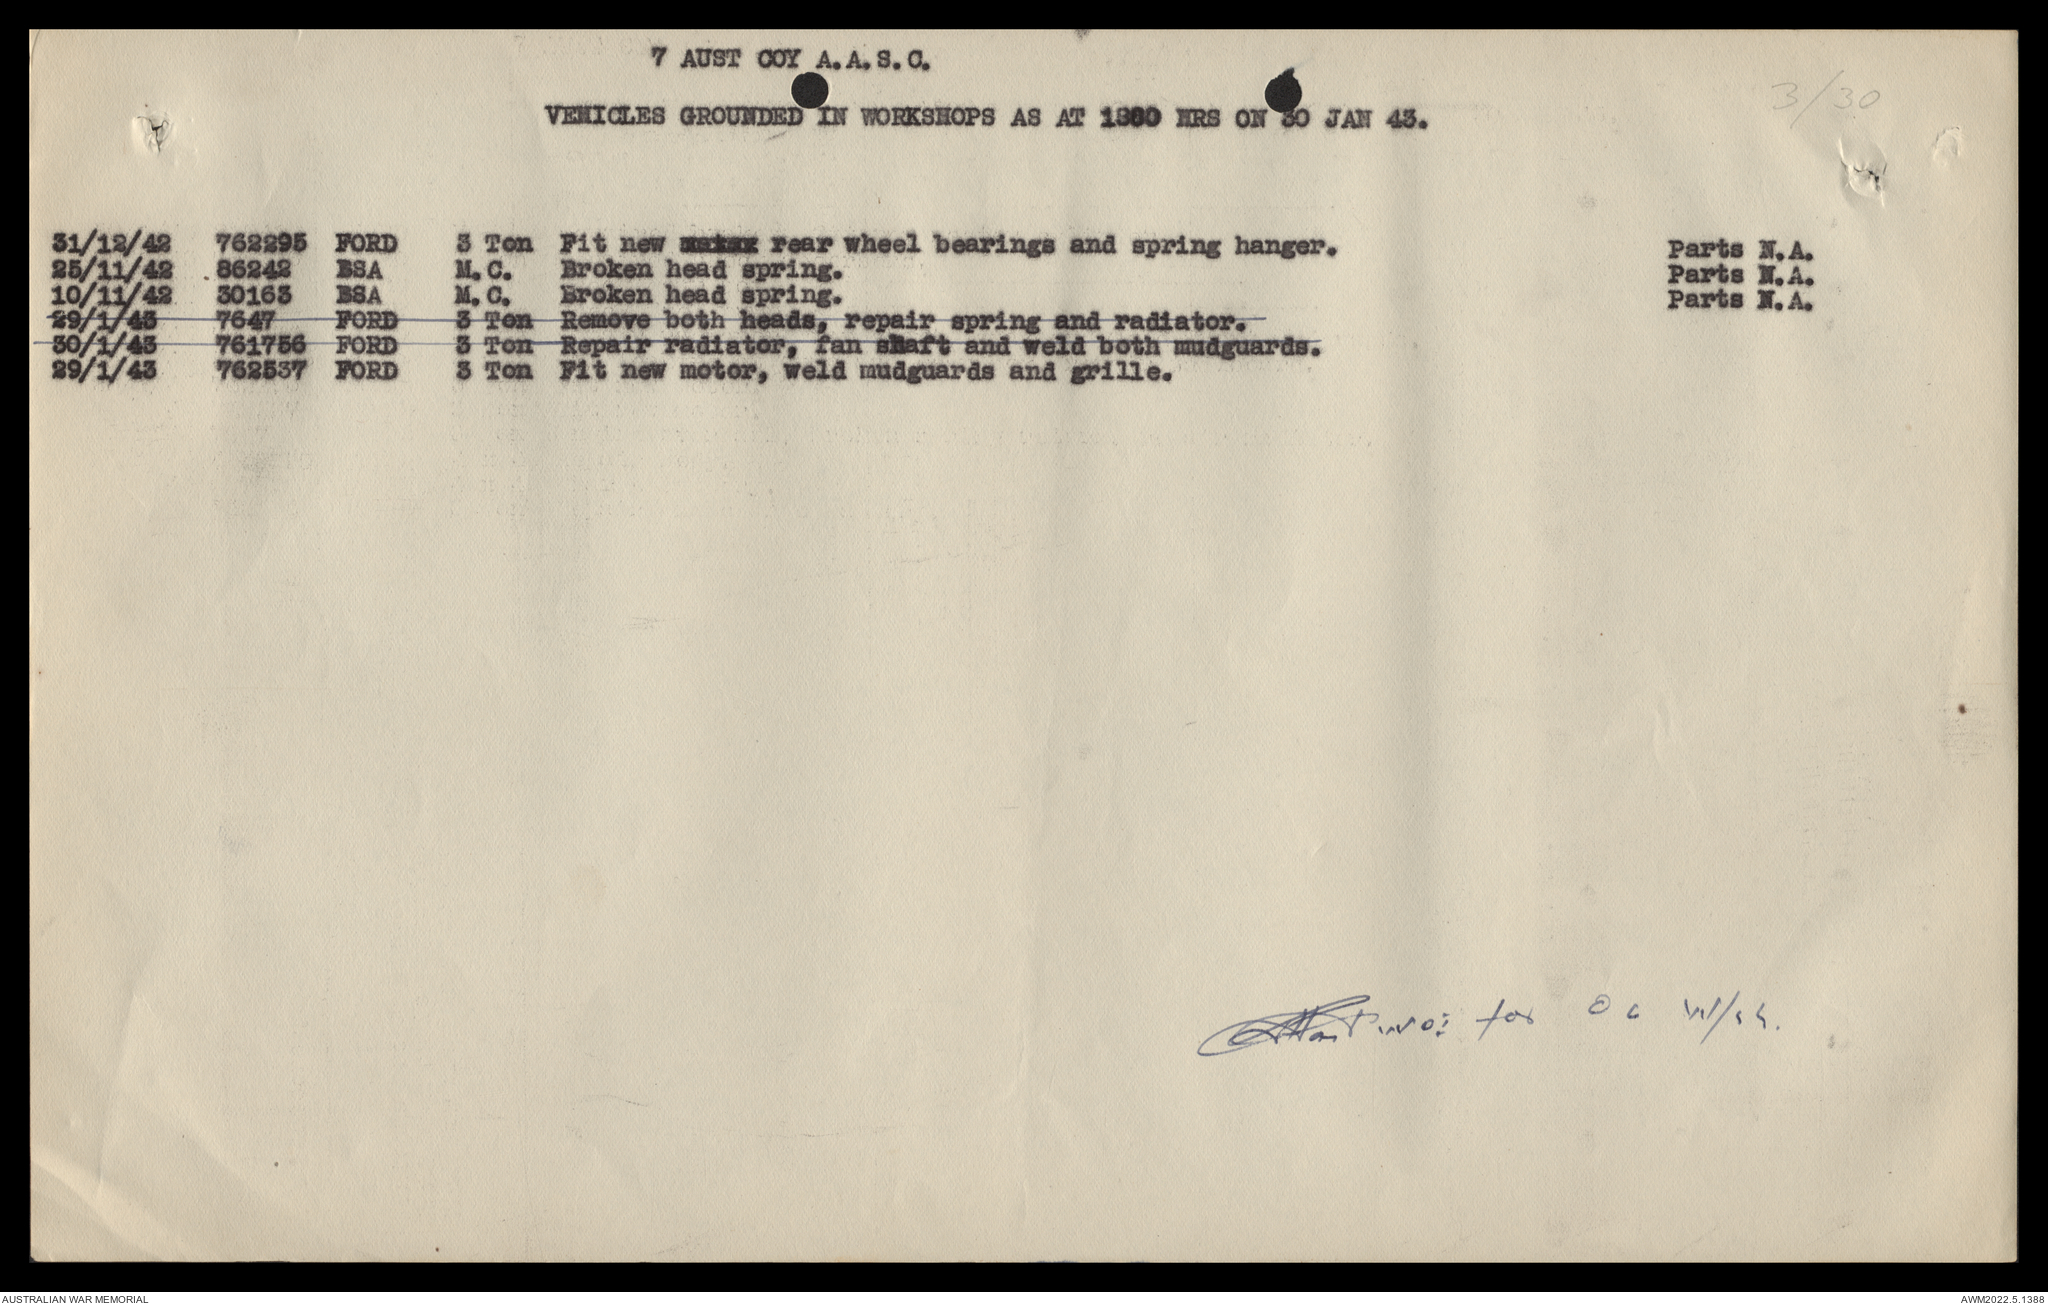 7 AUST COY A.A.S.C.
3/30
VEHICLES GROUNDED IN WORKSHOPS AS AT 1800 HRS ON 30 JAN 43.
31/12/42 762295 FORD 3 Ton Fit new rear wheel bearings and spring hanger. Parts N.A.
25/11/42 86242 BSA M.C. Broken head spring. Parts N.A.
10/11/42 30163 BSA M.C. Broken head spring. Parts N.A.
29/1/43 7647 FORD 3 Ton Remove both heads, repair spring and radiator.
30/1/43 761756 FORD 3 Ton Repair radiator, fan shaft and weld both mudguards.
29/1/43 762537 FORD 3 Ton Fit new motor, weld mudguards and grille.
for OC
AUSTRALIAN WAR MEMORIAL
AWM2022.5.1388